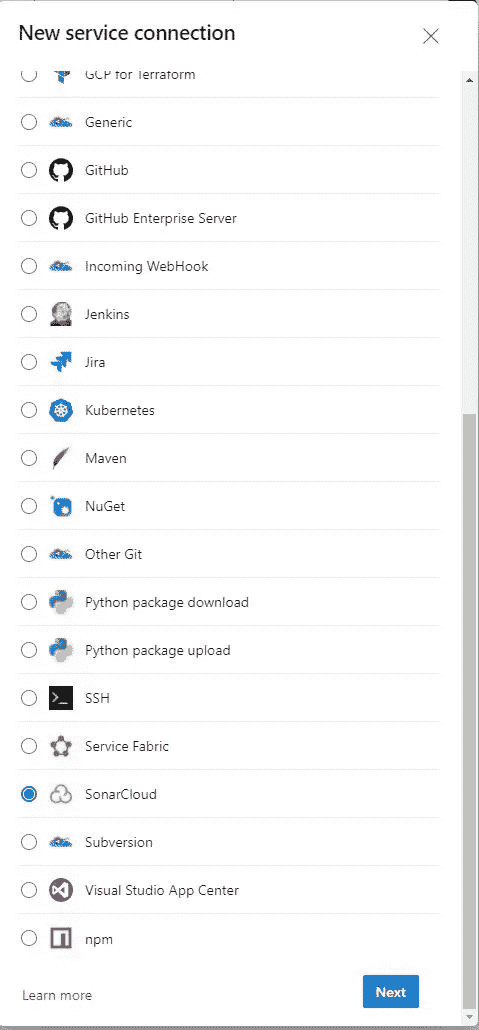 New service connection
GCP for Terraform
Generic
GitHub
GitHub Enterprise Server
Incoming WebHook
Jenkins
Jira
Kubernetes
Maven
NuGet
Other Git
Python package download
Python package upload
SSH
Service Fabric
SonarCloud
Subversion
Visual Studio App Center
npm
Learn more
Next